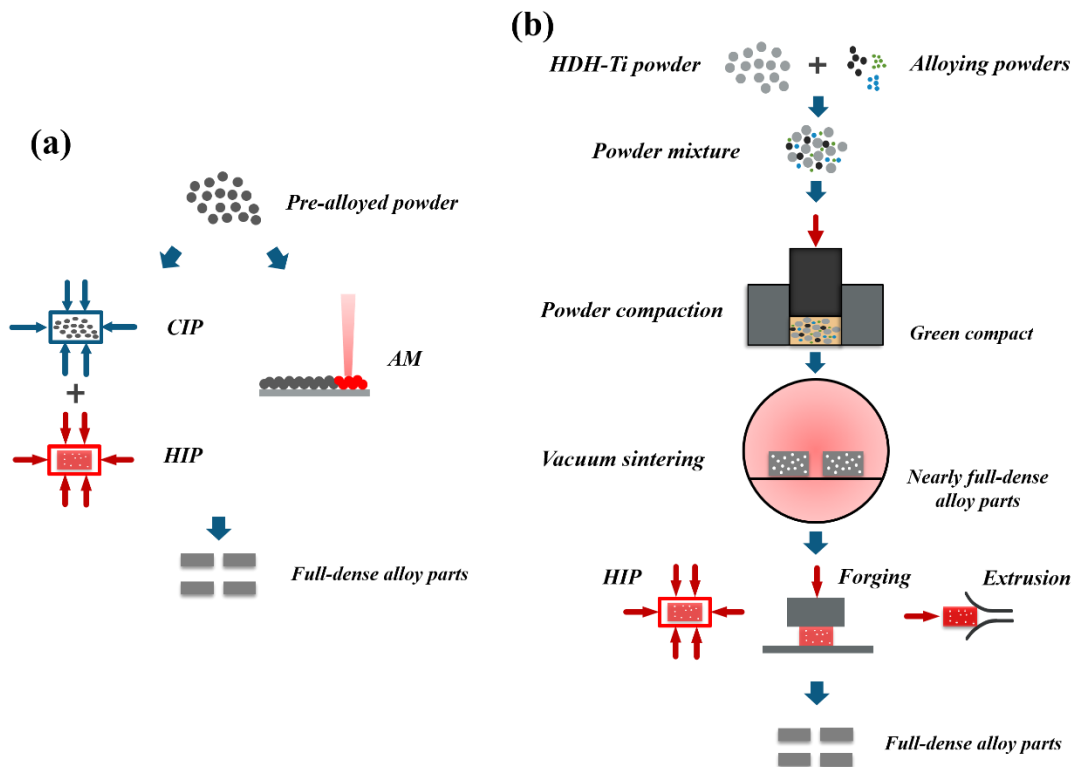 (a)
Pre-alloyed powder
CIP
AM
+
HIP
Full-dense alloy parts
(b)
HDH-Ti powder
+
Alloying powders
Powder mixture
Powder compaction
Green compact
Vacuum sintering
Nearly full-dense
alloy parts
HIP
Forging
Extrusion
Full-dense alloy parts